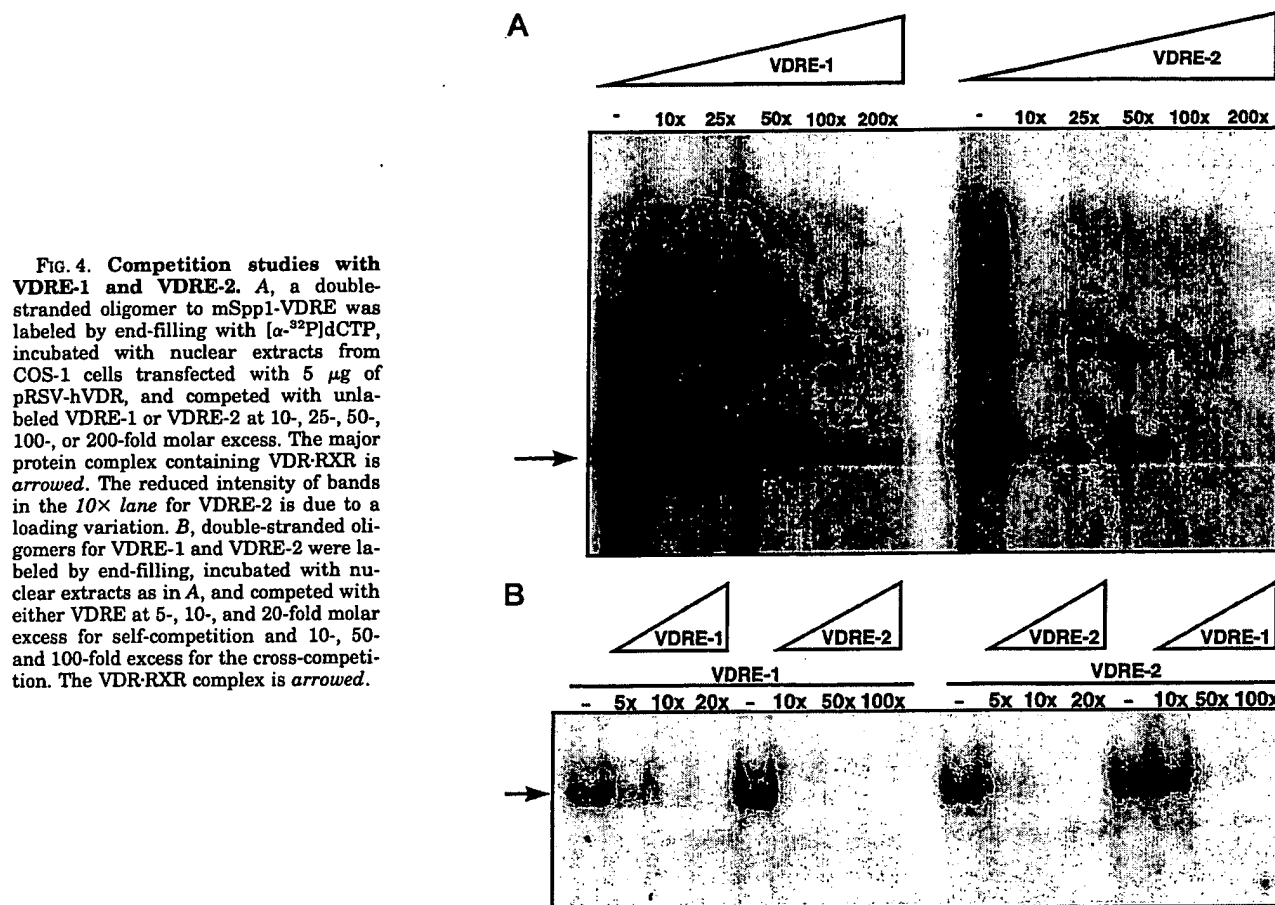 FIG. 4. Competition studies with
VDRE-1 and VDRE-2. A, a double-
stranded oligomer to mSpp1-VDRE was
labeled by end-filling with [α-³²P]dCTP,
incubated with nuclear extracts from
COS-1 cells transfected with 5 μg of
pRSV-hVDR, and competed with unla-
beled VDRE-1 or VDRE-2 at 10-, 25-, 50-,
100-, or 200-fold molar excess. The major
protein complex containing VDR·RXR is
arrowed. The reduced intensity of bands
in the 10× lane for VDRE-2 is due to a
loading variation. B, double-stranded oli-
gomers for VDRE-1 and VDRE-2 were la-
beled by end-filling, incubated with nu-
clear extracts as in A, and competed with
either VDRE at 5-, 10-, and 20-fold molar
excess for self-competition and 10-, 50-
and 100-fold excess for the cross-competi-
tion. The VDR·RXR complex is arrowed.
A
VDRE-1 VDRE-2
- 10x 25x 50x 100x 200x - 10x 25x 50x 100x 200x
B
VDRE-1 VDRE-2 VDRE-2 VDRE-1
VDRE-1 VDRE-2
- 5x 10x 20x - 10x 50x 100x - 5x 10x 20x - 10x 50x 100x